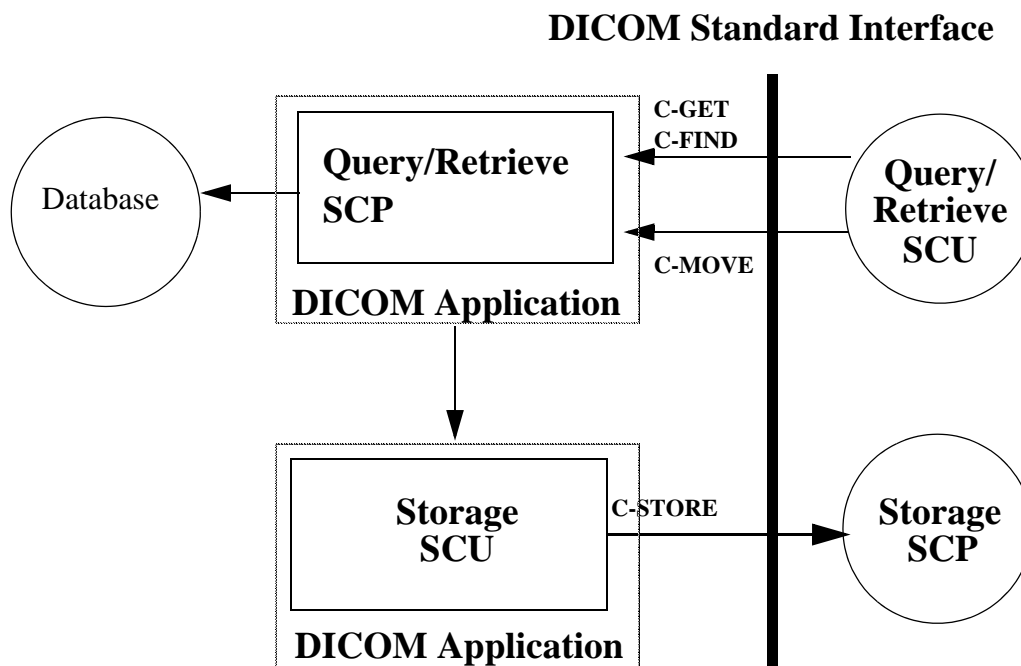 DICOM Standard Interface
C-GET
C-FIND
Database
Query/Retrieve
SCP
Query/
Retrieve
SCU
C-MOVE
DICOM Application
Storage
SCU
C-STORE
Storage
SCP
DICOM Application